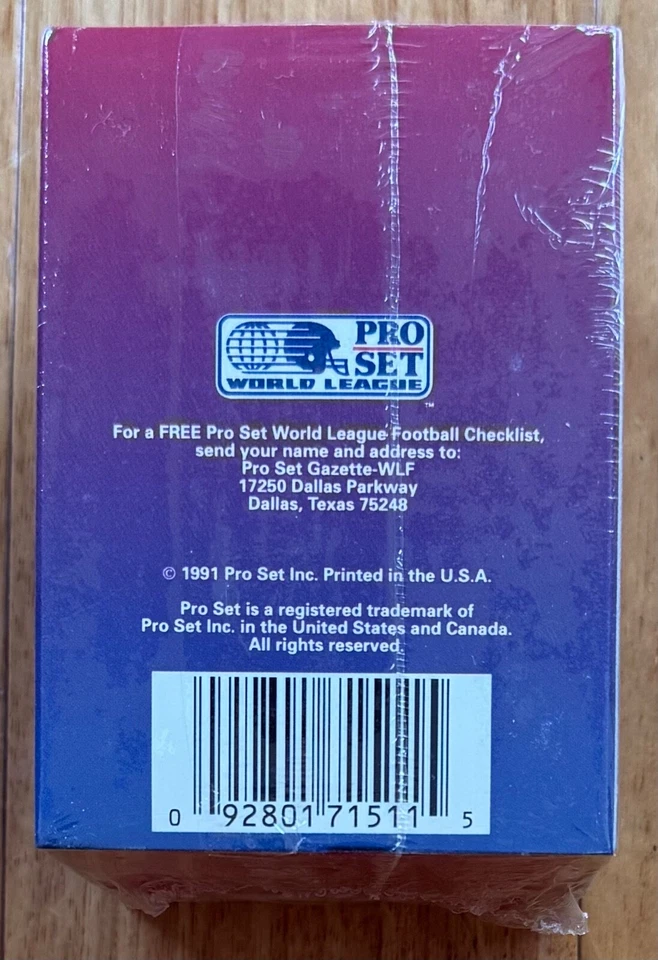 PRO
SET
WORLD LEAGUE
™
For a FREE Pro Set World League Football Checklist,
send your name and address to:
Pro Set Gazette-WLF
17250 Dallas Parkway
Dallas, Texas 75248
© 1991 Pro Set Inc. Printed in the U.S.A.
Pro Set is a registered trademark of
Pro Set Inc. in the United States and Canada.
All rights reserved.
0 92801 71511 5